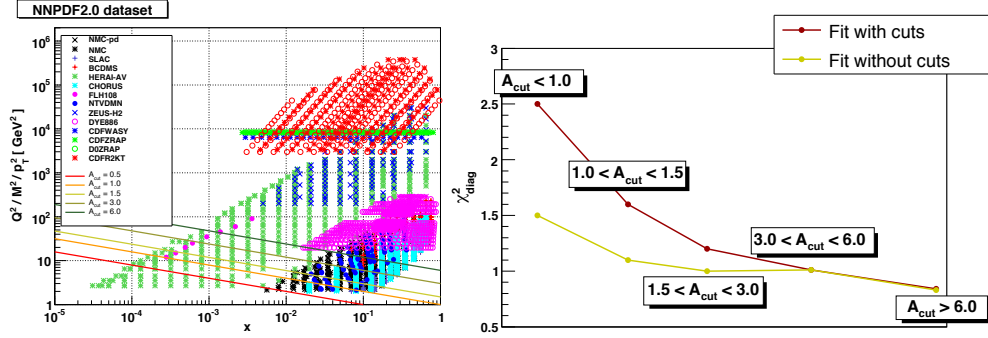 NNPDF2.0 dataset
Q² / M² / p_T² [ GeV² ]
10⁶
10⁵
10⁴
10³
10²
10
1
NMC-pd
NMC
SLAC
BCDMS
HERAI-AV
CHORUS
FLH108
NTVDMN
ZEUS-H2
DYE886
CDFWASY
CDFZRAP
D0ZRAP
CDFR2KT
A_cut = 0.5
A_cut = 1.0
A_cut = 1.5
A_cut = 3.0
A_cut = 6.0
10⁻⁵
10⁻⁴
10⁻³
10⁻²
10⁻¹
1
x
Fit with cuts
Fit without cuts
χ²_diag
3
2.5
2
1.5
1
0.5
A_cut < 1.0
1.0 < A_cut < 1.5
1.5 < A_cut < 3.0
3.0 < A_cut < 6.0
A_cut > 6.0